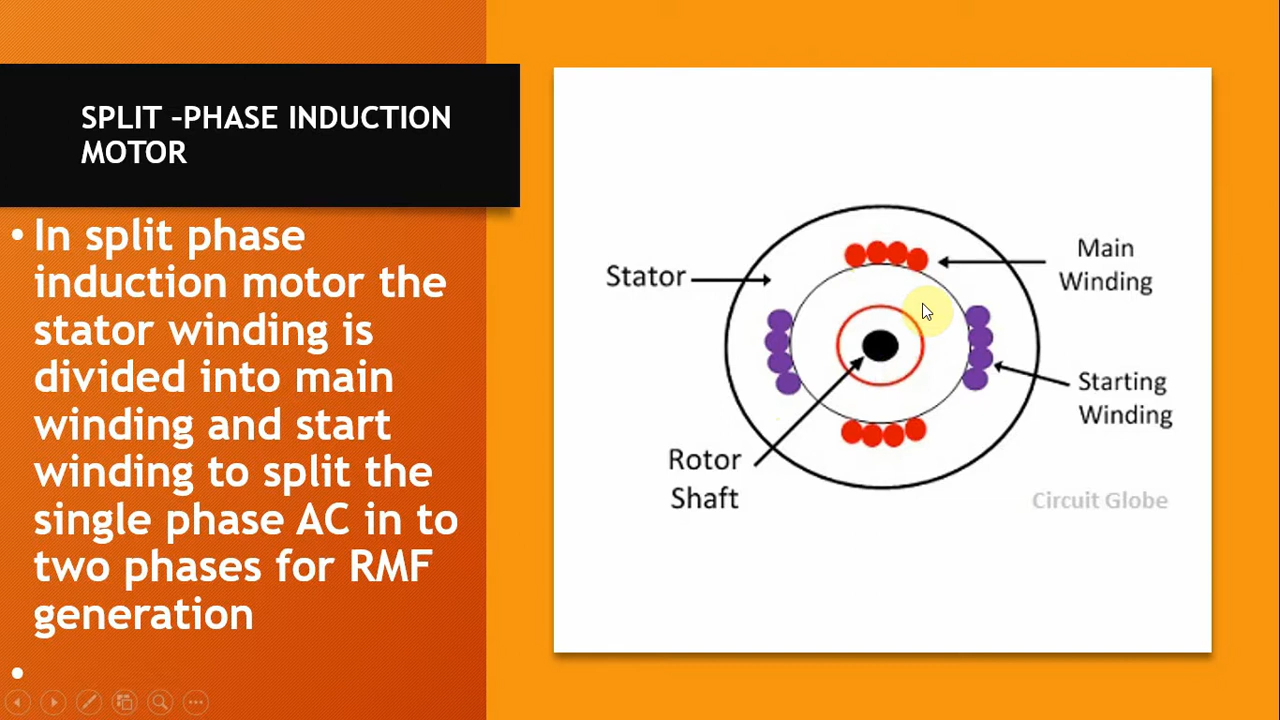 SPLIT –PHASE INDUCTION
MOTOR
• In split phase
induction motor the
stator winding is
divided into main
winding and start
winding to split the
single phase AC in to
two phases for RMF
generation
•
Stator
Main
Winding
Starting
Winding
Rotor
Shaft
Circuit Globe